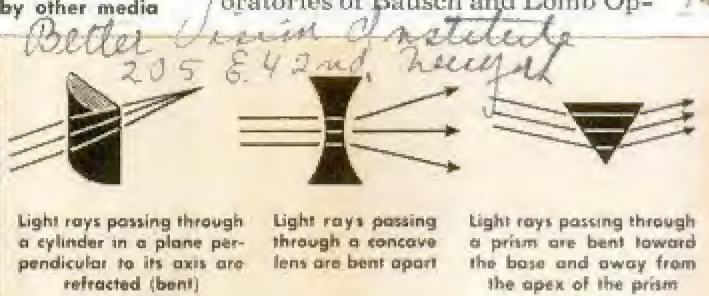 by other media
oratories of Bausch and Lomb Op-
Better Vision Institute
205 E. 42nd, New York
Light rays passing through
a cylinder in a plane per-
pendicular to its axis are
refracted (bent)
Light rays passing
through a concave
lens are bent apart
Light rays passing through
a prism are bent toward
the base and away from
the apex of the prism